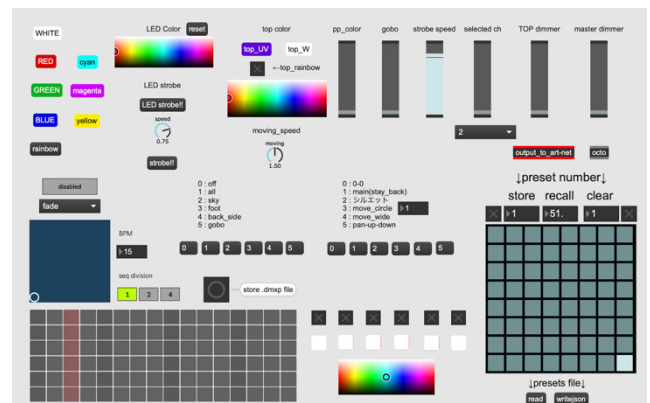 WHITE
RED
cyan
GREEN
magenta
BLUE
yellow
rainbow
LED Color
reset
LED strobe
LED strobe!!
speed
0.75
strobe!!
top color
top_UV
top_W
←top_rainbow
moving_speed
moving
1.50
pp_color
gobo
strobe speed
selected ch
TOP dimmer
master dimmer
2
output_to_art-net
octo
disabled
fade
BPM
15
seq division
1 2 4
0 : off
1 : all
2 : sky
3 : foot
4 : back_side
5 : gobo
0 1 2 3 4 5
store .dmxp file
0 : 0-0
1 : main(stay_back)
2 : シルエット
3 : move_circle
4 : move_wide
5 : pan-up-down
1
0 1 2 3 4 5
↓preset number↓
store recall clear
1 51. 1
↓presets file↓
read writejson